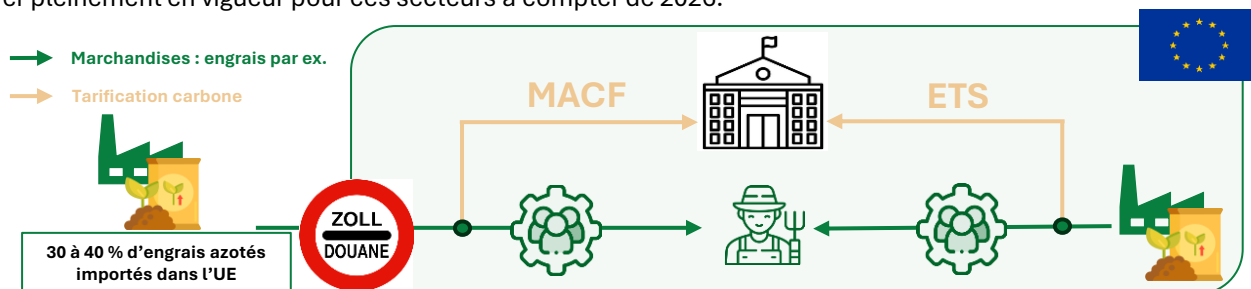 er pleinement en vigueur pour ces secteurs à compter de 2026.
Marchandises : engrais par ex.
Tarification carbone
MACF
ETS
ZOLL
DOUANE
30 à 40 % d’engrais azotés
importés dans l’UE